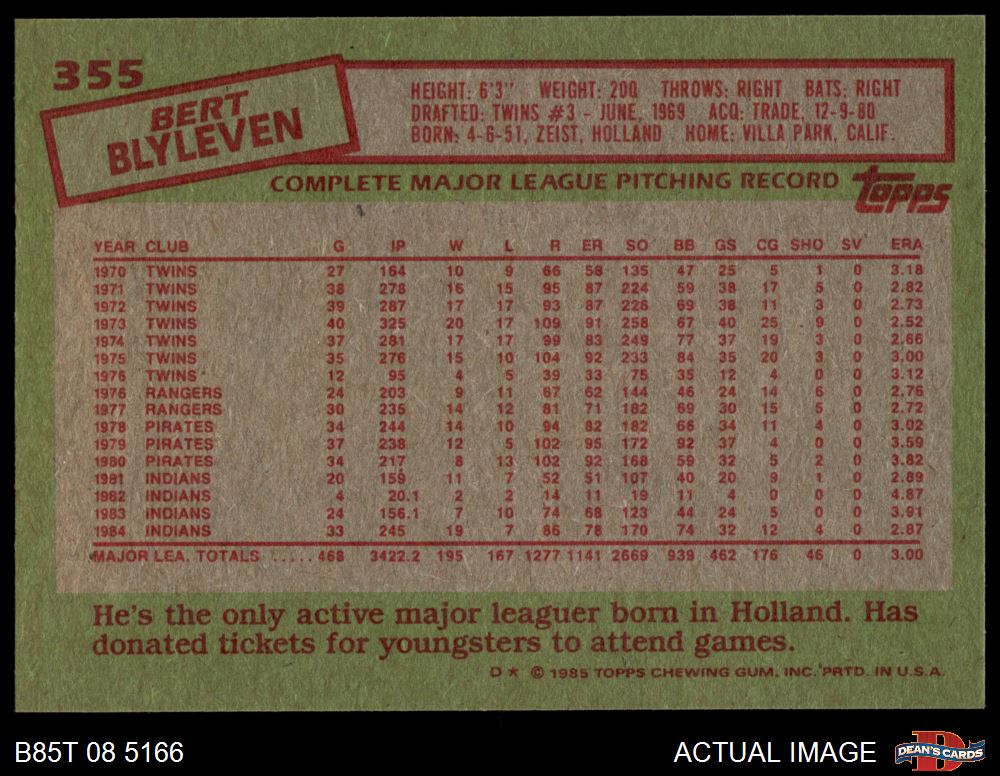 355
BERT
BLYLEVEN
HEIGHT: 6'3" WEIGHT: 200 THROWS: RIGHT BATS: RIGHT
DRAFTED: TWINS #3 - JUNE, 1969 ACQ: TRADE, 12-9-80
BORN: 4-6-51, ZEIST, HOLLAND HOME: VILLA PARK, CALIF.
COMPLETE MAJOR LEAGUE PITCHING RECORD
topps
YEAR CLUB G IP W L R ER SO BB GS CG SHO SV ERA
1970 TWINS 27 164 10 9 66 58 135 47 25 5 1 0 3.18
1971 TWINS 38 278 16 15 95 87 224 59 38 17 5 0 2.82
1972 TWINS 39 287 17 17 93 87 228 69 38 11 3 0 2.73
1973 TWINS 40 325 20 17 109 91 258 67 40 25 9 0 2.52
1974 TWINS 37 281 17 17 99 83 249 77 37 19 3 0 2.66
1975 TWINS 35 276 15 10 104 92 233 84 35 20 3 0 3.00
1976 TWINS 12 95 4 5 39 33 75 35 12 4 0 0 3.12
1976 RANGERS 24 203 9 11 67 62 144 46 24 14 6 0 2.76
1977 RANGERS 30 235 14 12 81 71 182 69 30 15 5 0 2.72
1978 PIRATES 34 244 14 10 94 82 182 66 34 11 4 0 3.02
1979 PIRATES 37 238 12 5 102 95 172 92 37 4 0 0 3.59
1980 PIRATES 34 217 8 13 102 92 168 59 32 5 2 0 3.82
1981 INDIANS 20 159 11 7 52 51 107 40 20 9 1 0 2.89
1982 INDIANS 4 20.1 2 2 14 11 19 11 4 0 0 0 4.87
1983 INDIANS 24 156.1 7 10 74 68 123 44 24 5 0 0 3.91
1984 INDIANS 33 245 19 7 86 78 170 74 32 12 4 0 2.87
MAJOR LEA. TOTALS ..... 468 3422.2 195 167 1277 1141 2669 939 462 176 46 0 3.00
He's the only active major leaguer born in Holland. Has
donated tickets for youngsters to attend games.
D ★ © 1985 TOPPS CHEWING GUM, INC. PRTD. IN U.S.A.
B85T 08 5166
ACTUAL IMAGE
D
DEAN'S CARDS